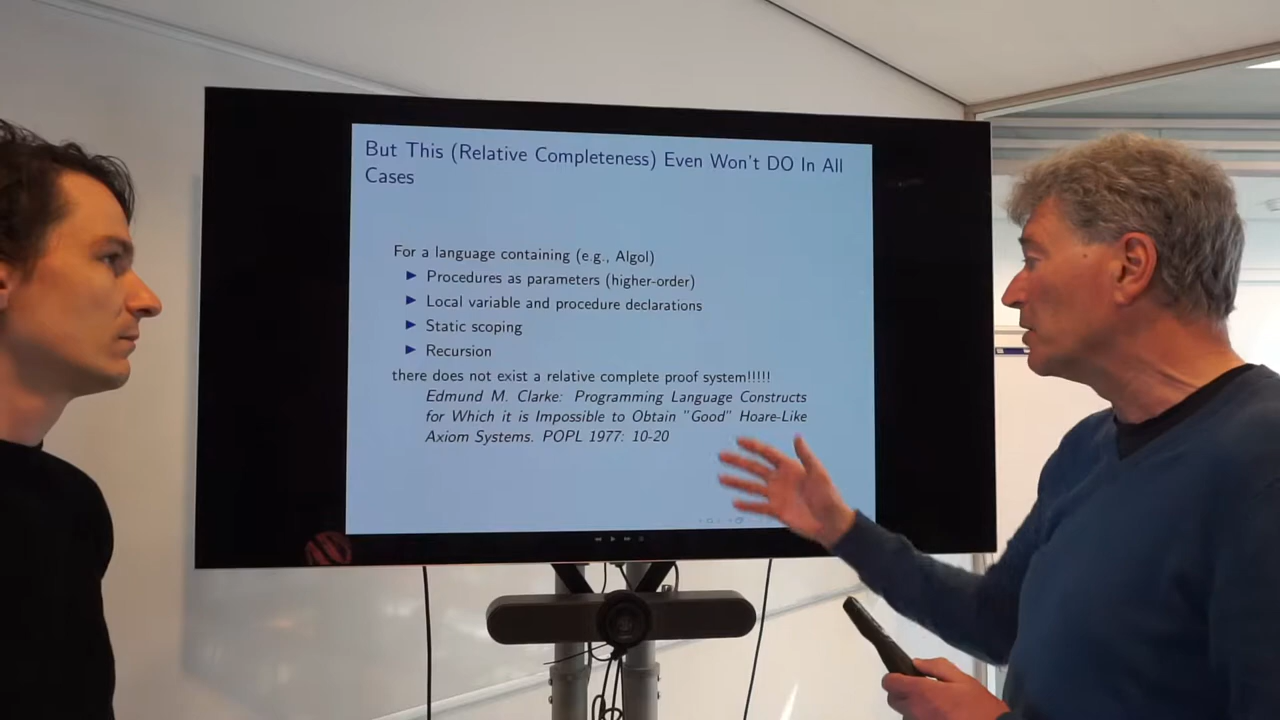 But This (Relative Completeness) Even Won't DO In All
Cases
For a language containing (e.g., Algol)
▶ Procedures as parameters (higher-order)
▶ Local variable and procedure declarations
▶ Static scoping
▶ Recursion
there does not exist a relative complete proof system!!!!!
Edmund M. Clarke: Programming Language Constructs
for Which it is Impossible to Obtain "Good" Hoare-Like
Axiom Systems. POPL 1977: 10-20